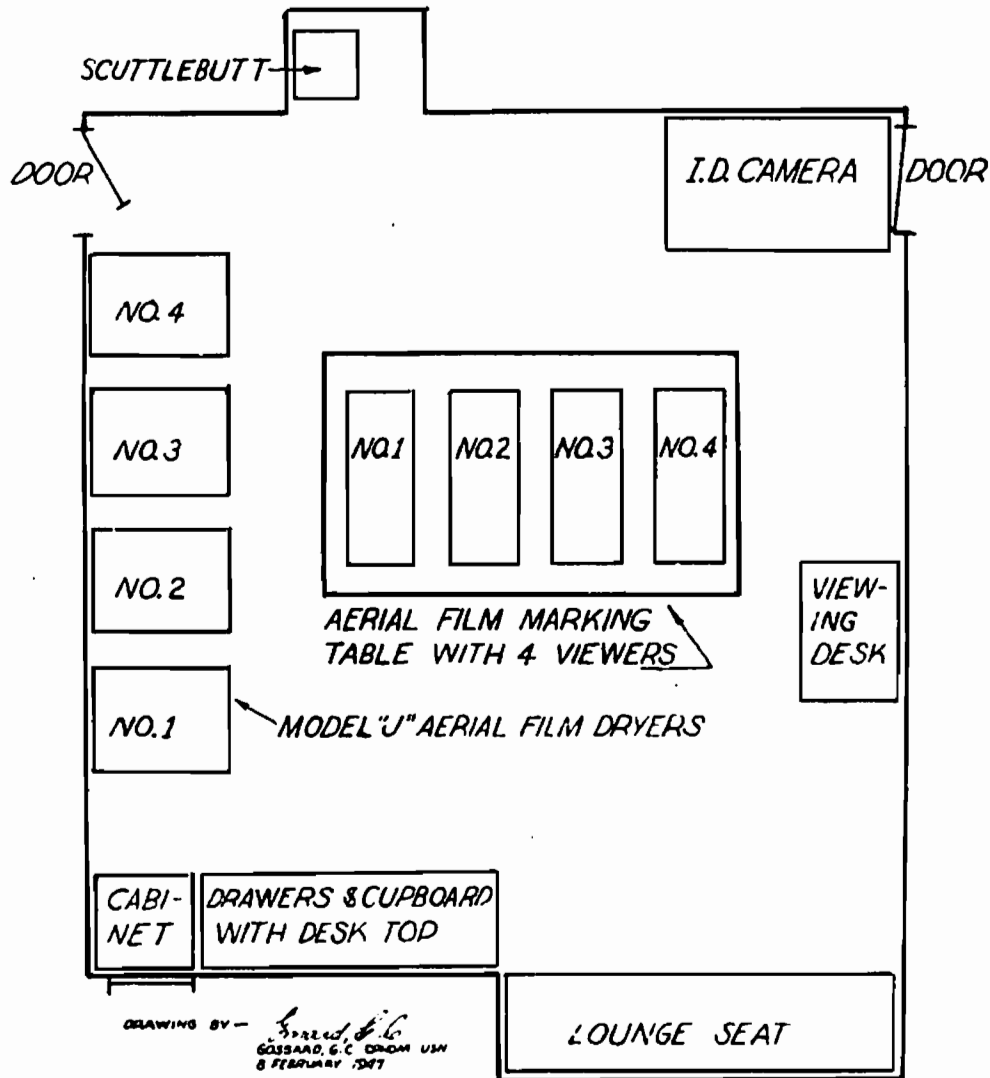 SCUTTLEBUTT
DOOR
I.D. CAMERA
DOOR
NO. 4
NO. 3
NO. 2
NO. 1
NO.1
NO.2
NO.3
NO.4
AERIAL FILM MARKING
TABLE WITH 4 VIEWERS
VIEW-
ING
DESK
MODEL "J" AERIAL FILM DRYERS
CABI-
NET
DRAWERS & CUPBOARD
WITH DESK TOP
LOUNGE SEAT
DRAWING BY —
GOSSARD, G.C. USN
8 FEBRUARY 1947